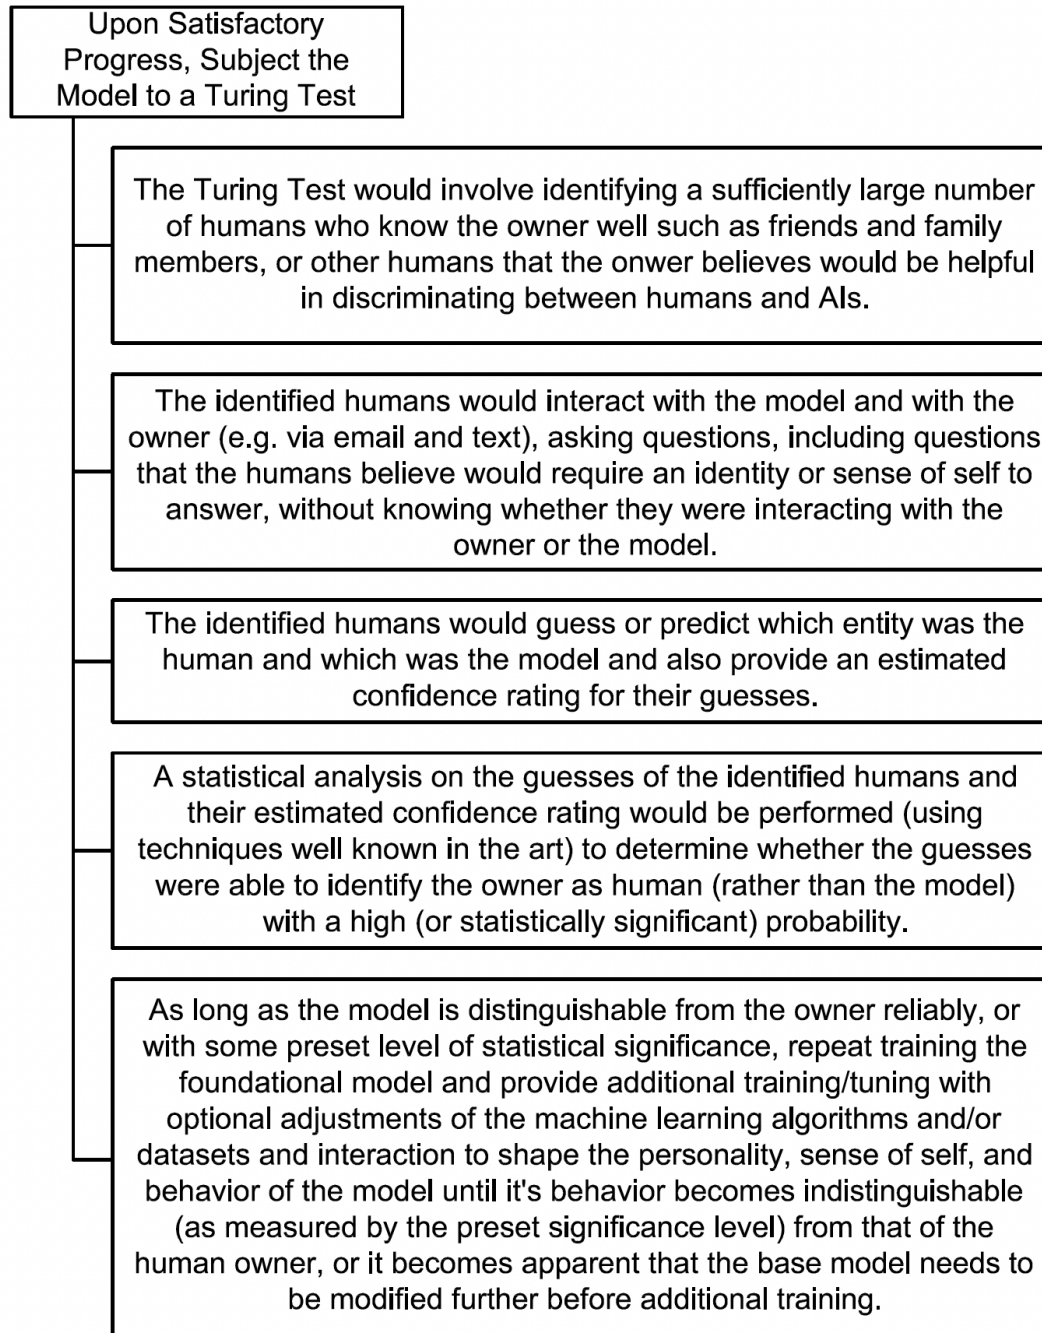 Upon Satisfactory
Progress, Subject the
Model to a Turing Test
The Turing Test would involve identifying a sufficiently large number
of humans who know the owner well such as friends and family
members, or other humans that the onwer believes would be helpful
in discriminating between humans and AIs.
The identified humans would interact with the model and with the
owner (e.g. via email and text), asking questions, including questions
that the humans believe would require an identity or sense of self to
answer, without knowing whether they were interacting with the
owner or the model.
The identified humans would guess or predict which entity was the
human and which was the model and also provide an estimated
confidence rating for their guesses.
A statistical analysis on the guesses of the identified humans and
their estimated confidence rating would be performed (using
techniques well known in the art) to determine whether the guesses
were able to identify the owner as human (rather than the model)
with a high (or statistically significant) probability.
As long as the model is distinguishable from the owner reliably, or
with some preset level of statistical significance, repeat training the
foundational model and provide additional training/tuning with
optional adjustments of the machine learning algorithms and/or
datasets and interaction to shape the personality, sense of self, and
behavior of the model until it's behavior becomes indistinguishable
(as measured by the preset significance level) from that of the
human owner, or it becomes apparent that the base model needs to
be modified further before additional training.